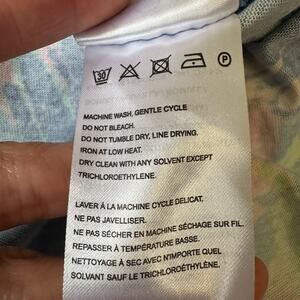 30 P
MACHINE WASH, GENTLE CYCLE
DO NOT BLEACH.
DO NOT TUMBLE DRY, LINE DRYING.
IRON AT LOW HEAT.
DRY CLEAN WITH ANY SOLVENT EXCEPT
TRICHLOROETHYLENE.
LAVER À LA MACHINE CYCLE DELICAT.
NE PAS JAVELLISER.
NE PAS SÉCHER EN MACHINE SÉCHAGE SUR FIL.
REPASSER À TEMPÉRATURE BASSE.
NETTOYAGE À SEC AVEC N'IMPORTE QUEL
SOLVANT SAUF LE TRICHLOROÉTHYLÈNE.